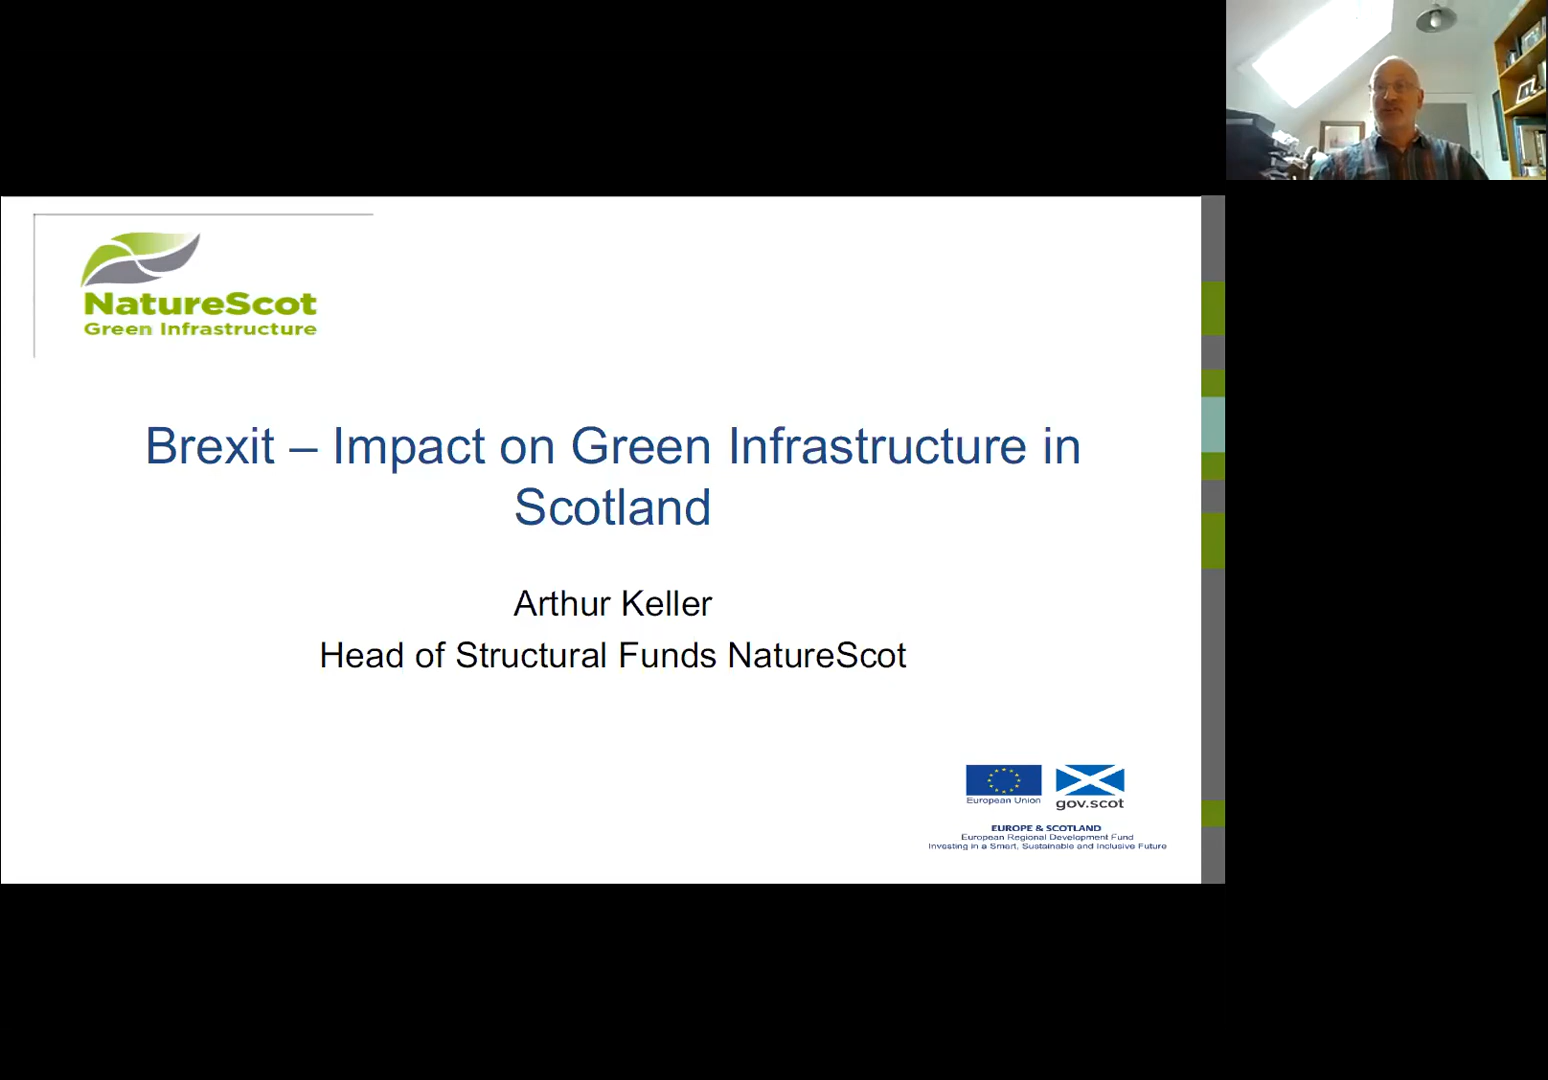 NatureScot
Green Infrastructure
Brexit – Impact on Green Infrastructure in
Scotland
Arthur Keller
Head of Structural Funds NatureScot
European Union
gov.scot
EUROPE & SCOTLAND
European Regional Development Fund
Investing in a Smart, Sustainable and Inclusive Future